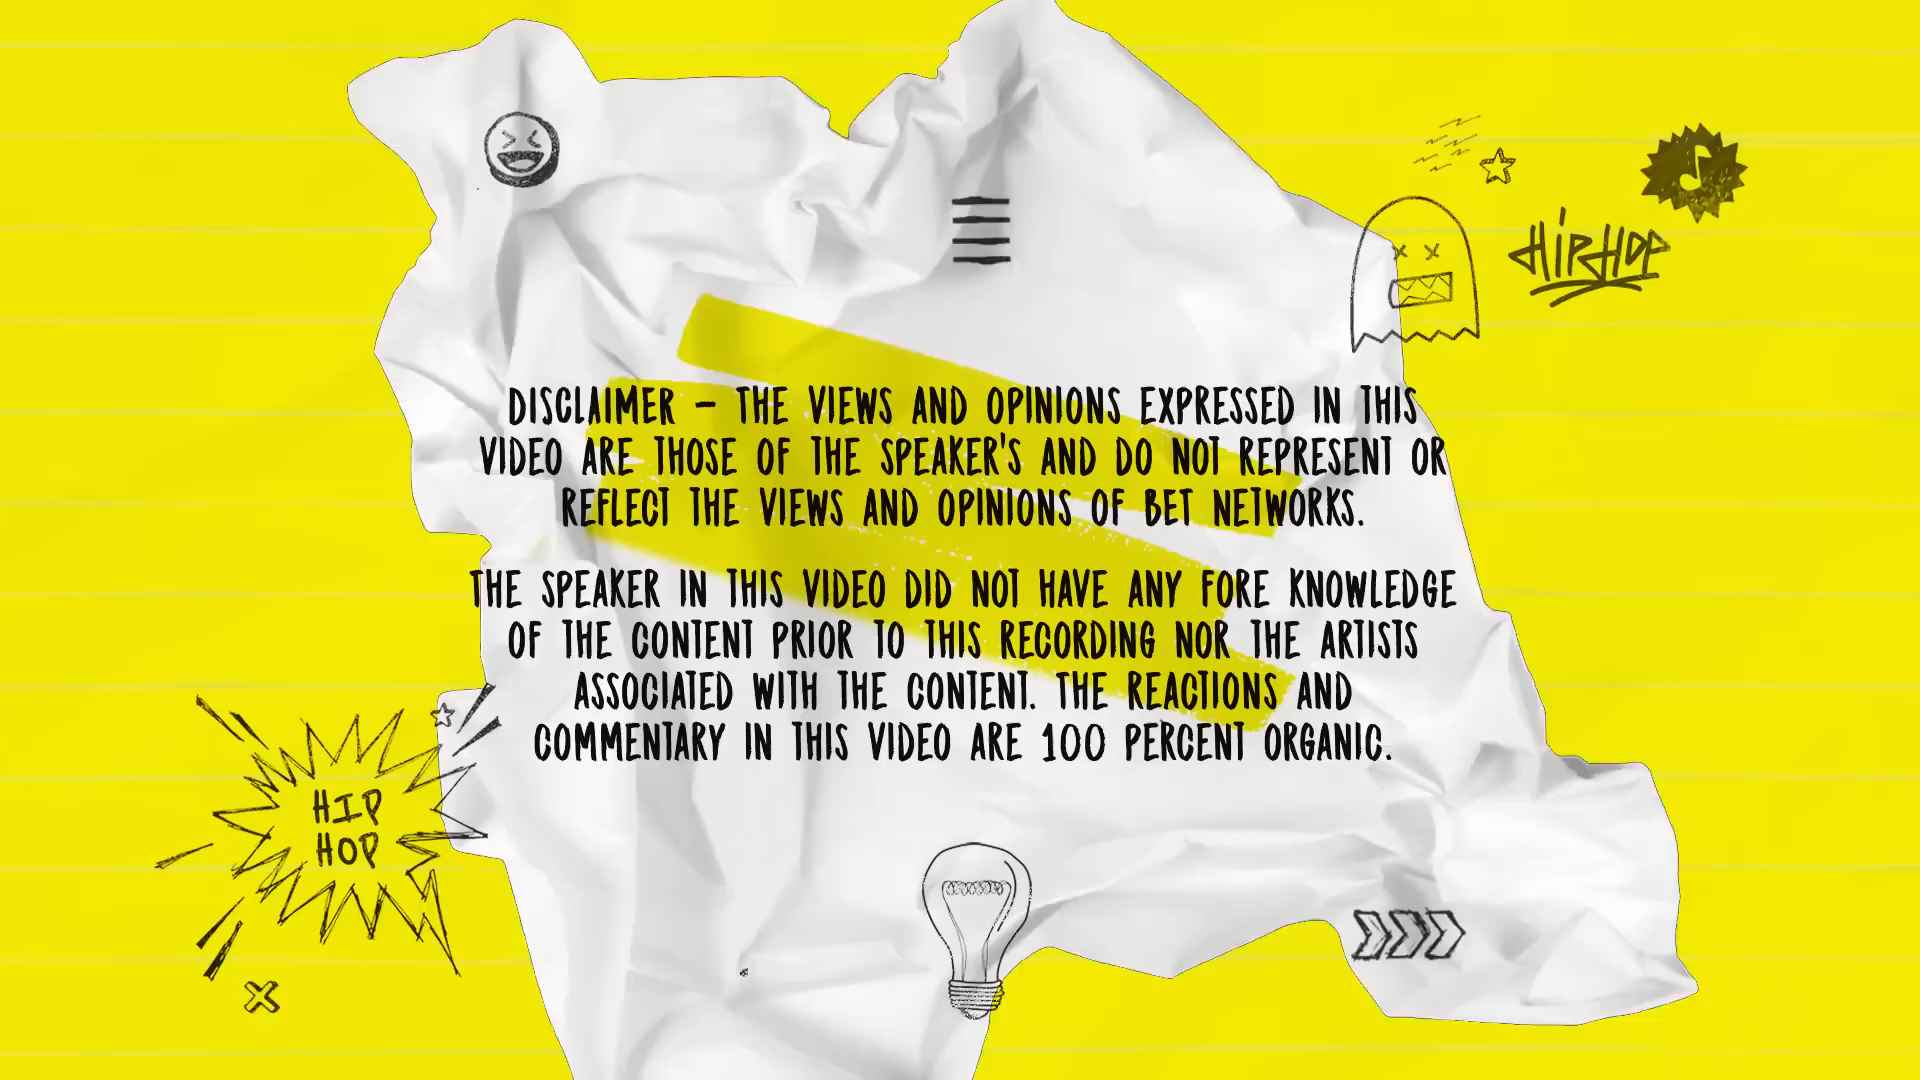 HIPHOP
DISCLAIMER – THE VIEWS AND OPINIONS EXPRESSED IN THIS
VIDEO ARE THOSE OF THE SPEAKER'S AND DO NOT REPRESENT OR
REFLECT THE VIEWS AND OPINIONS OF BET NETWORKS.
THE SPEAKER IN THIS VIDEO DID NOT HAVE ANY FORE KNOWLEDGE
OF THE CONTENT PRIOR TO THIS RECORDING NOR THE ARTISTS
ASSOCIATED WITH THE CONTENT. THE REACTIONS AND
COMMENTARY IN THIS VIDEO ARE 100 PERCENT ORGANIC.
HIP
HOP